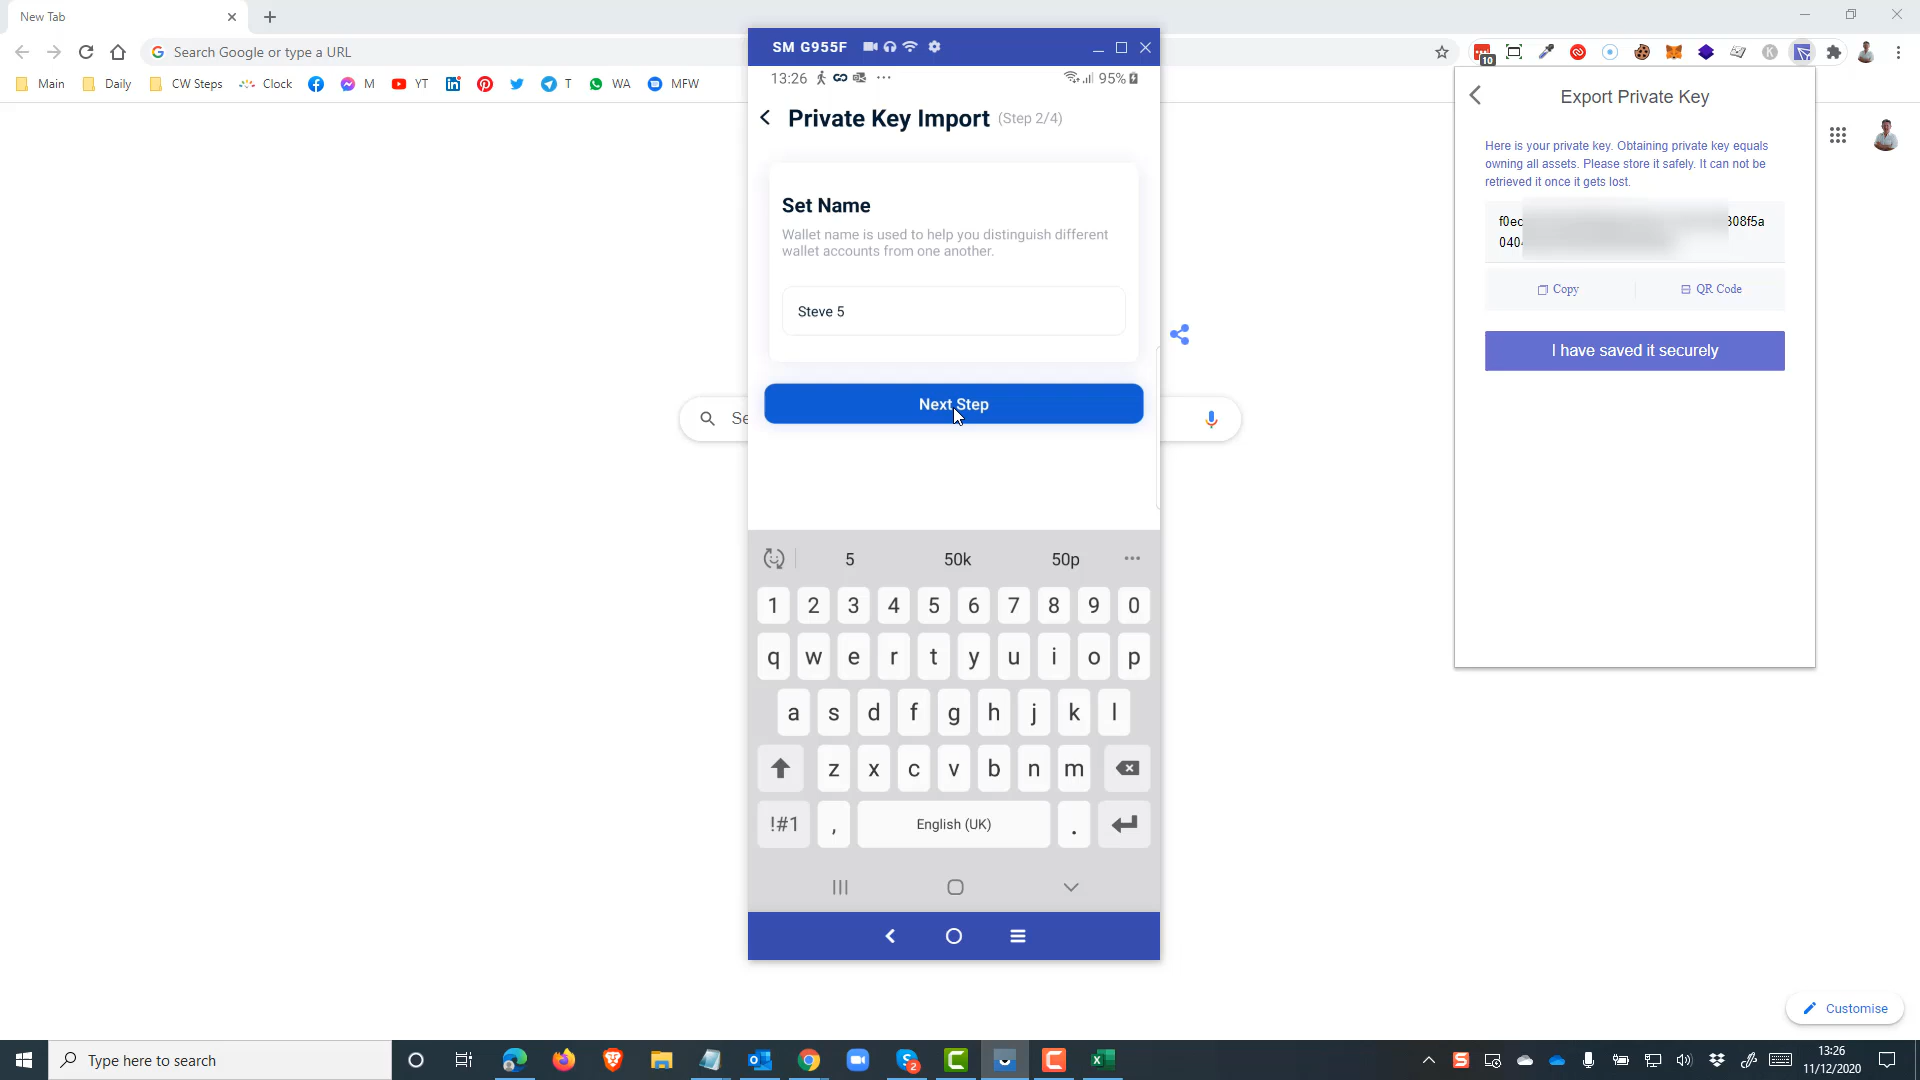 New Tab
Search Google or type a URL
Main
Daily
CW Steps
Clock
M
YT
T
WA
MFW
10
SM G955F
13:26
95%
Private Key Import (Step 2/4)
Set Name
Wallet name is used to help you distinguish different
wallet accounts from one another.
Steve 5
Next Step
5 50k 50p
1 2 3 4 5 6 7 8 9 0
q w e r t y u i o p
a s d f g h j k l
z x c v b n m
!#1 , English (UK) .
Export Private Key
Here is your private key. Obtaining private key equals
owning all assets. Please store it safely. It can not be
retrieved it once it gets lost.
f0ec 308f5a
040
Copy
QR Code
I have saved it securely
Customise
Type here to search
2
13:26
11/12/2020